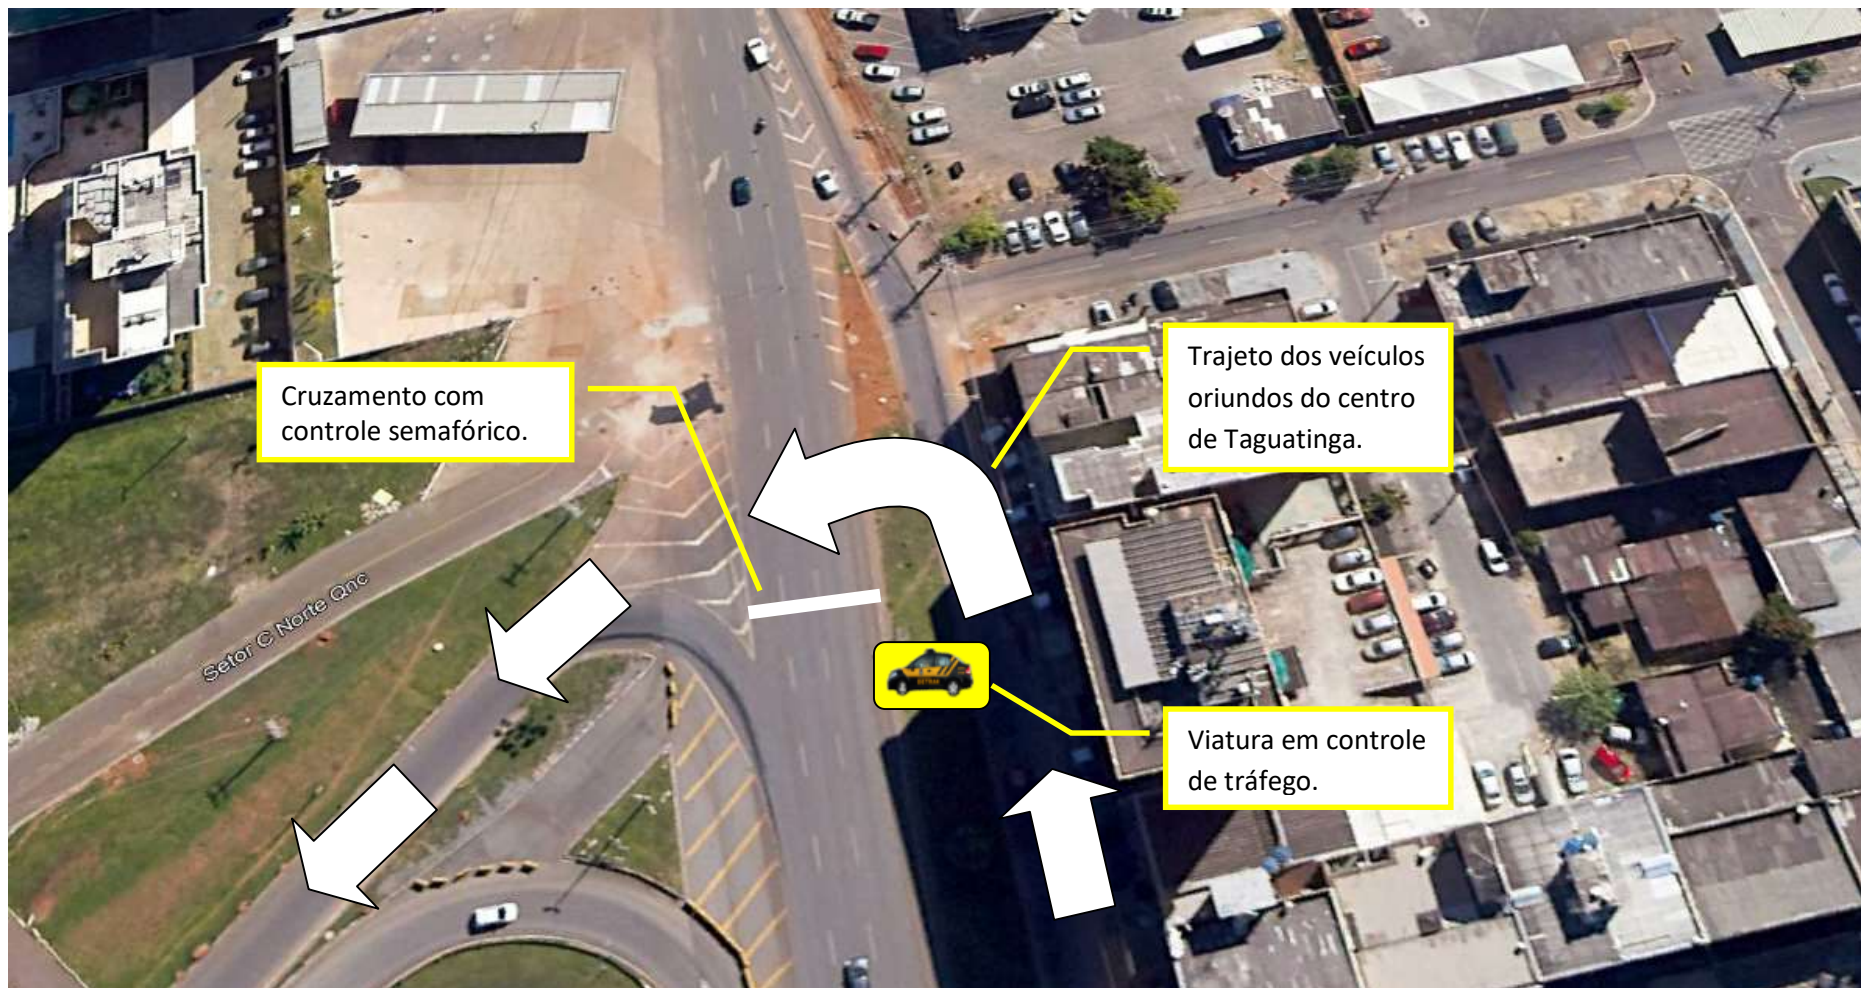 Trajeto dos veículos
oriundos do centro
de Taguatinga.
Cruzamento com
controle semafórico.
Setor C Norte Qnc
DETRAN
Viatura em controle
de tráfego.